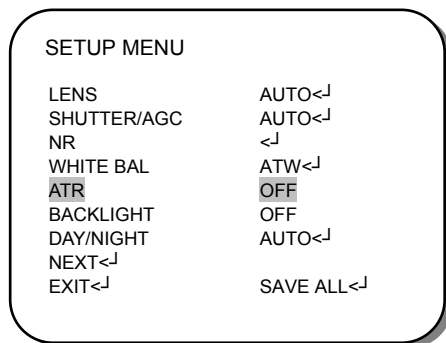 SETUP MENU
LENS AUTO<┘
SHUTTER/AGC AUTO<┘
NR <┘
WHITE BAL ATW<┘
ATR OFF
BACKLIGHT OFF
DAY/NIGHT AUTO<┘
NEXT<┘
EXIT<┘ SAVE ALL<┘